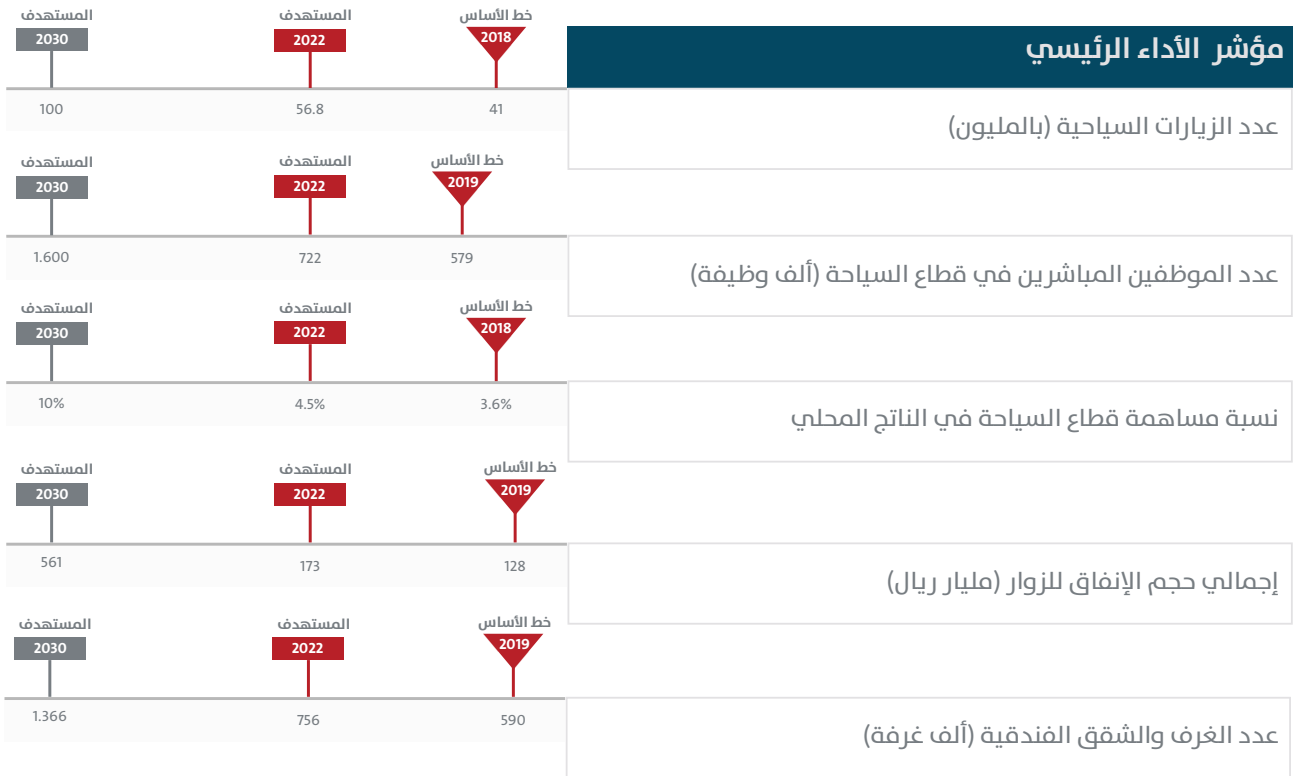 مؤشر الأداء الرئيسي
خط الأساس المستهدف المستهدف
2018 2022 2030
عدد الزيارات السياحية (بالمليون)
41 56.8 100
خط الأساس المستهدف المستهدف
2019 2022 2030
عدد الموظفين المباشرين في قطاع السياحة (ألف وظيفة)
579 722 1.600
خط الأساس المستهدف المستهدف
2018 2022 2030
نسبة مساهمة قطاع السياحة في الناتج المحلي
3.6% 4.5% 10%
خط الأساس المستهدف المستهدف
2019 2022 2030
إجمالي حجم الإنفاق للزوار (مليار ريال)
128 173 561
خط الأساس المستهدف المستهدف
2019 2022 2030
عدد الغرف والشقق الفندقية (ألف غرفة)
590 756 1.366